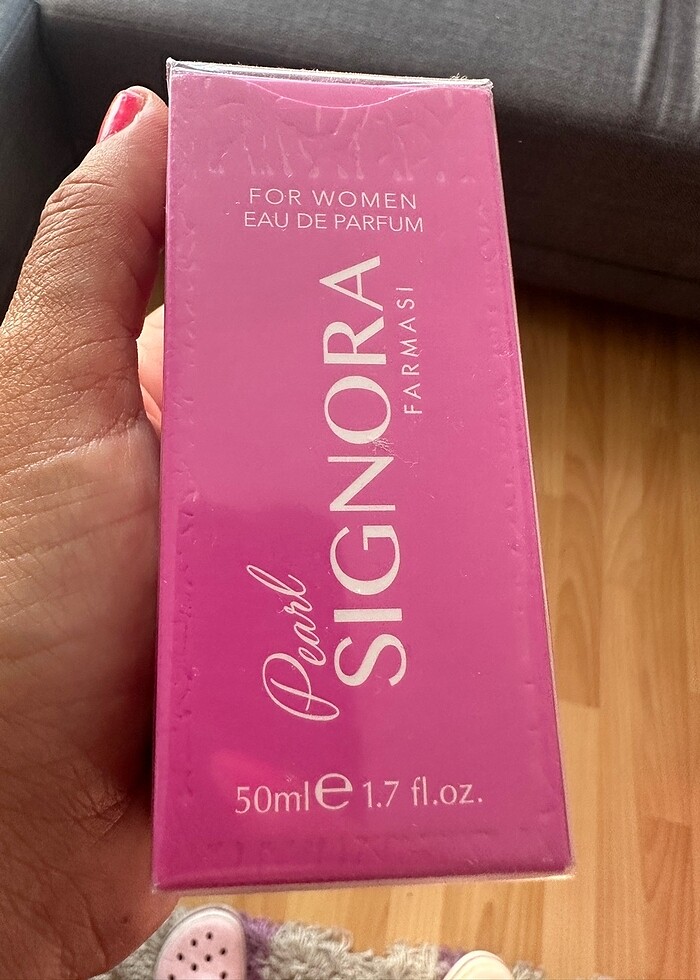 FOR WOMEN
EAU DE PARFUM
Pearl
SIGNORA
FARMASİ
50ml℮ 1.7 fl.oz.